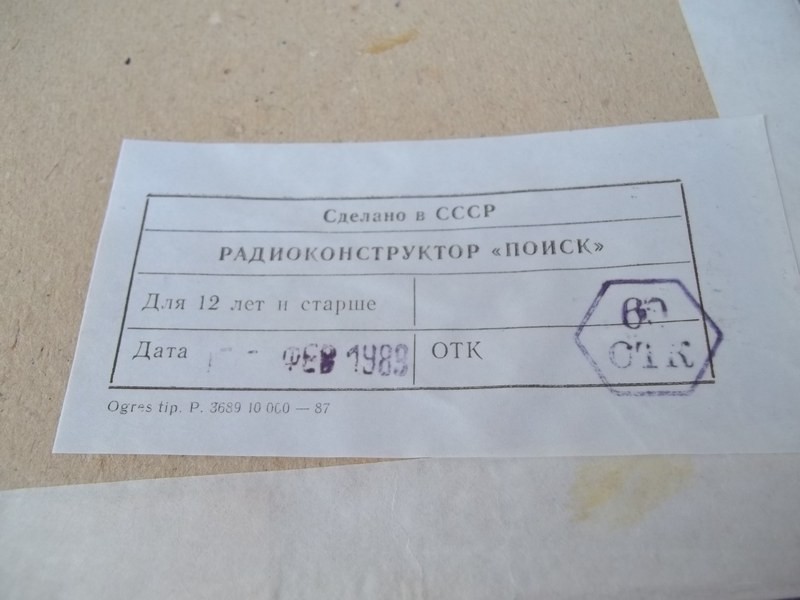 Сделано в СССР
РАДИОКОНСТРУКТОР «ПОИСК»
Для 12 лет и старше
Дата ФЕВ 1989 ОТК
ОТК
Ogres tip. P. 3689 10 000 — 87